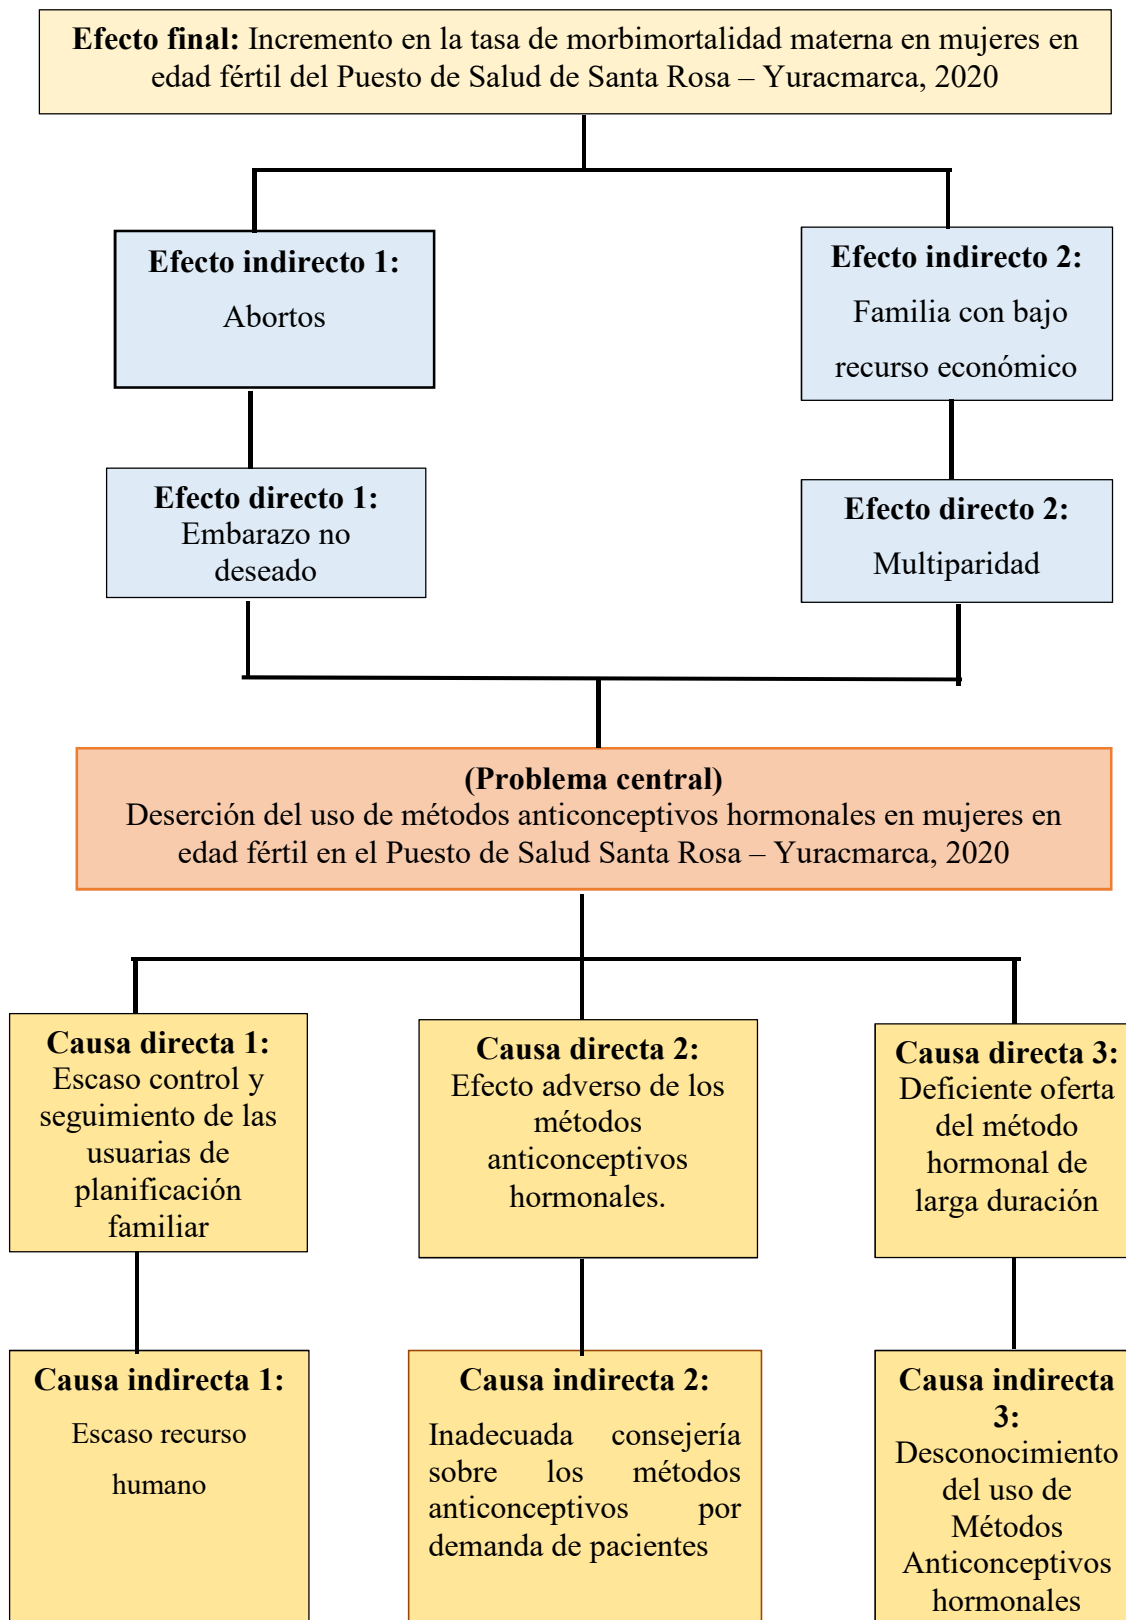 Efecto final: Incremento en la tasa de morbimortalidad materna en mujeres en
edad fértil del Puesto de Salud de Santa Rosa – Yuracmarca, 2020
Efecto indirecto 1:
Abortos
Efecto indirecto 2:
Familia con bajo
recurso económico
Efecto directo 1:
Embarazo no
deseado
Efecto directo 2:
Multiparidad
(Problema central)
Deserción del uso de métodos anticonceptivos hormonales en mujeres en
edad fértil en el Puesto de Salud Santa Rosa – Yuracmarca, 2020
Causa directa 1:
Escaso control y
seguimiento de las
usuarias de
planificación
familiar
Causa directa 2:
Efecto adverso de los
métodos
anticonceptivos
hormonales.
Causa directa 3:
Deficiente oferta
del método
hormonal de
larga duración
Causa indirecta 1:
Escaso recurso
humano
Causa indirecta 2:
Inadecuada consejería
sobre los métodos
anticonceptivos por
demanda de pacientes
Causa indirecta
3:
Desconocimiento
del uso de
Métodos
Anticonceptivos
hormonales